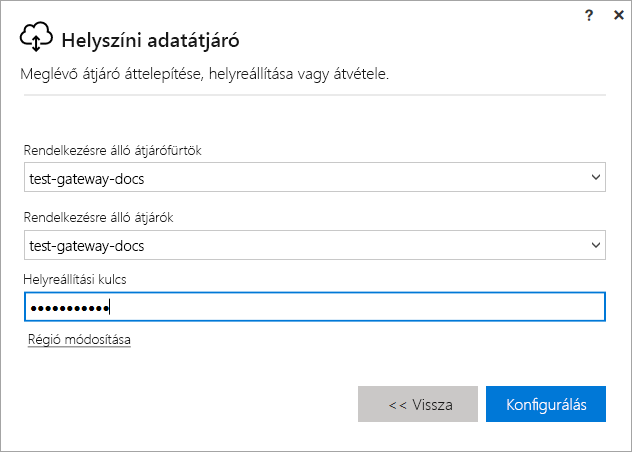 ? ×
Helyszíni adatátjáró
Meglévő átjáró áttelepítése, helyreállítása vagy átvétele.
Rendelkezésre álló átjárófürtök
test-gateway-docs
Rendelkezésre álló átjárók
test-gateway-docs
Helyreállítási kulcs
•••••••••••
Régió módosítása
<< Vissza Konfigurálás